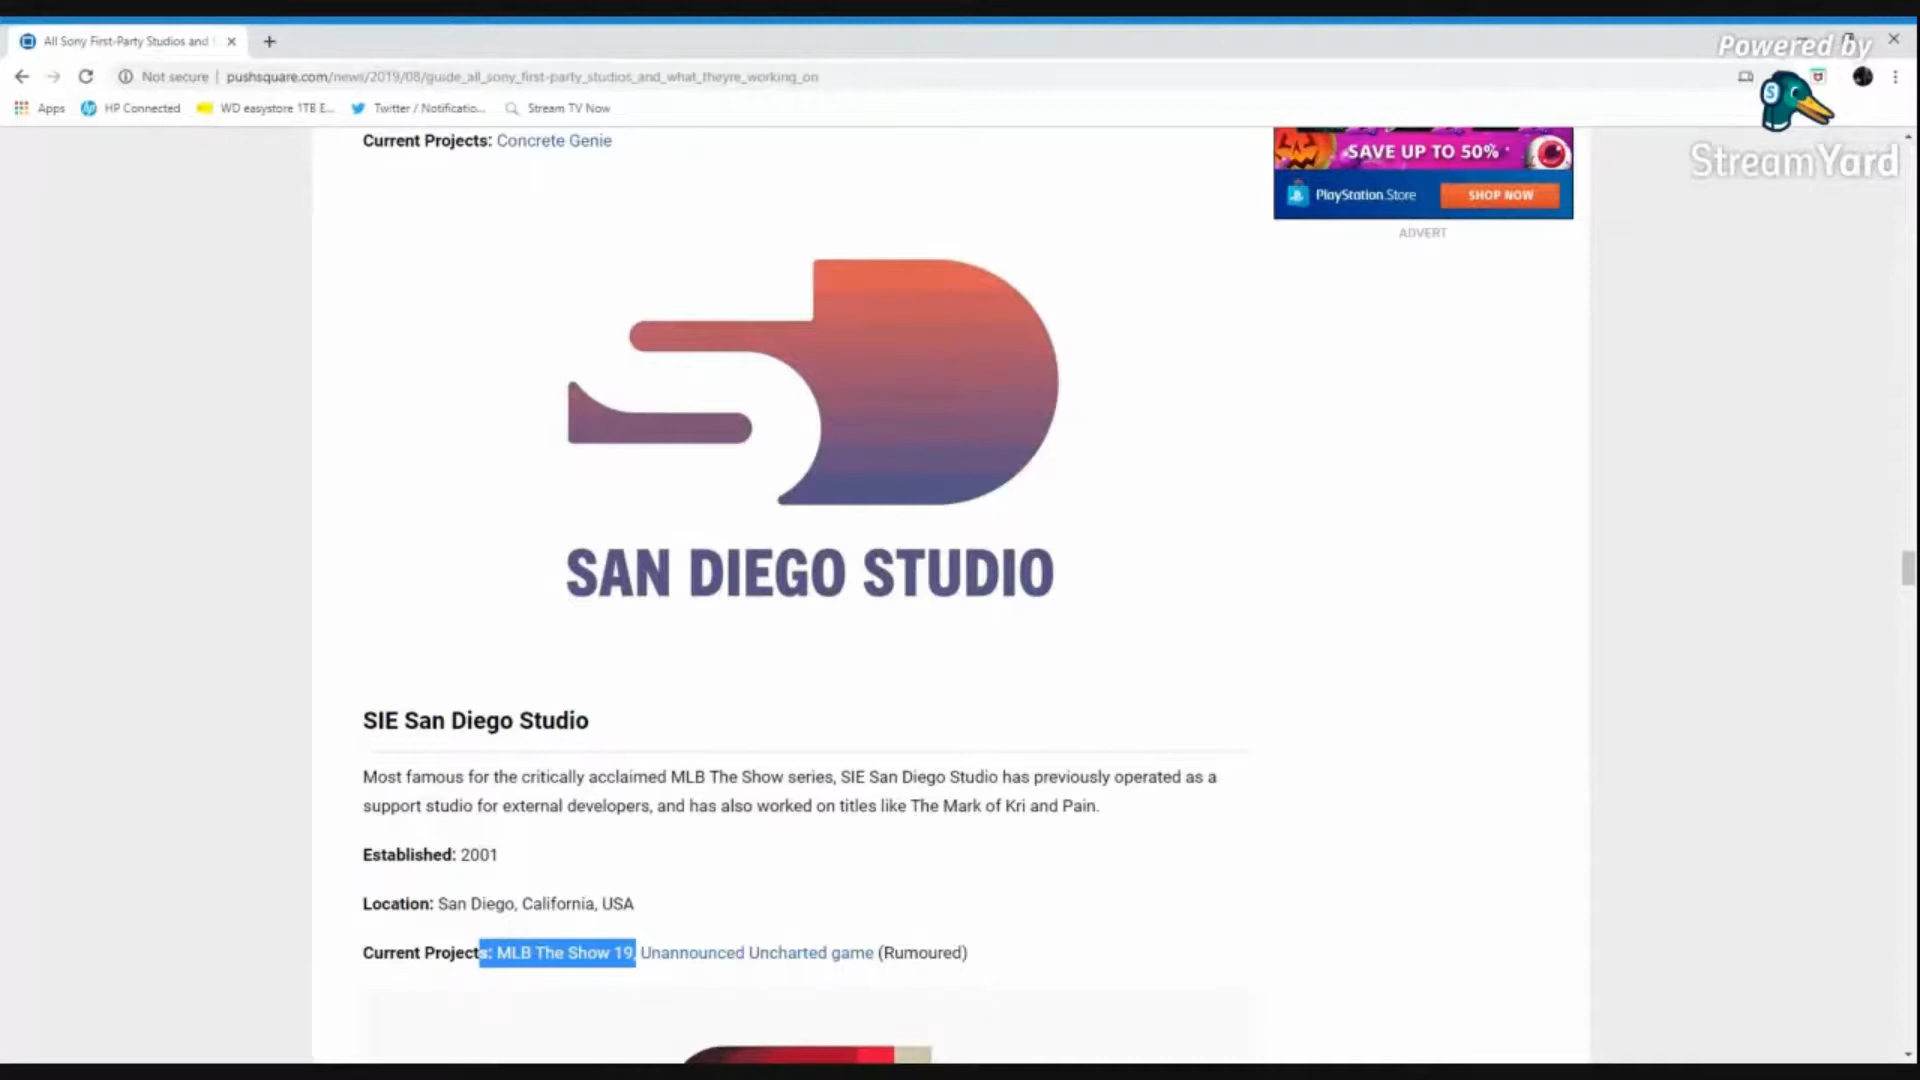 All Sony First-Party Studios and
Powered by
Not secure | pushsquare.com/news/2019/08/guide_all_sony_first-party_studios_and_what_theyre_working_on
Apps HP Connected WD easystore 1TB E... Twitter / Notificatio... Stream TV Now
StreamYard
Current Projects: Concrete Genie
SAVE UP TO 50%*
PlayStation.Store SHOP NOW
ADVERT
SAN DIEGO STUDIO
SIE San Diego Studio
Most famous for the critically acclaimed MLB The Show series, SIE San Diego Studio has previously operated as a
support studio for external developers, and has also worked on titles like The Mark of Kri and Pain.
Established: 2001
Location: San Diego, California, USA
Current Projects: MLB The Show 19, Unannounced Uncharted game (Rumoured)